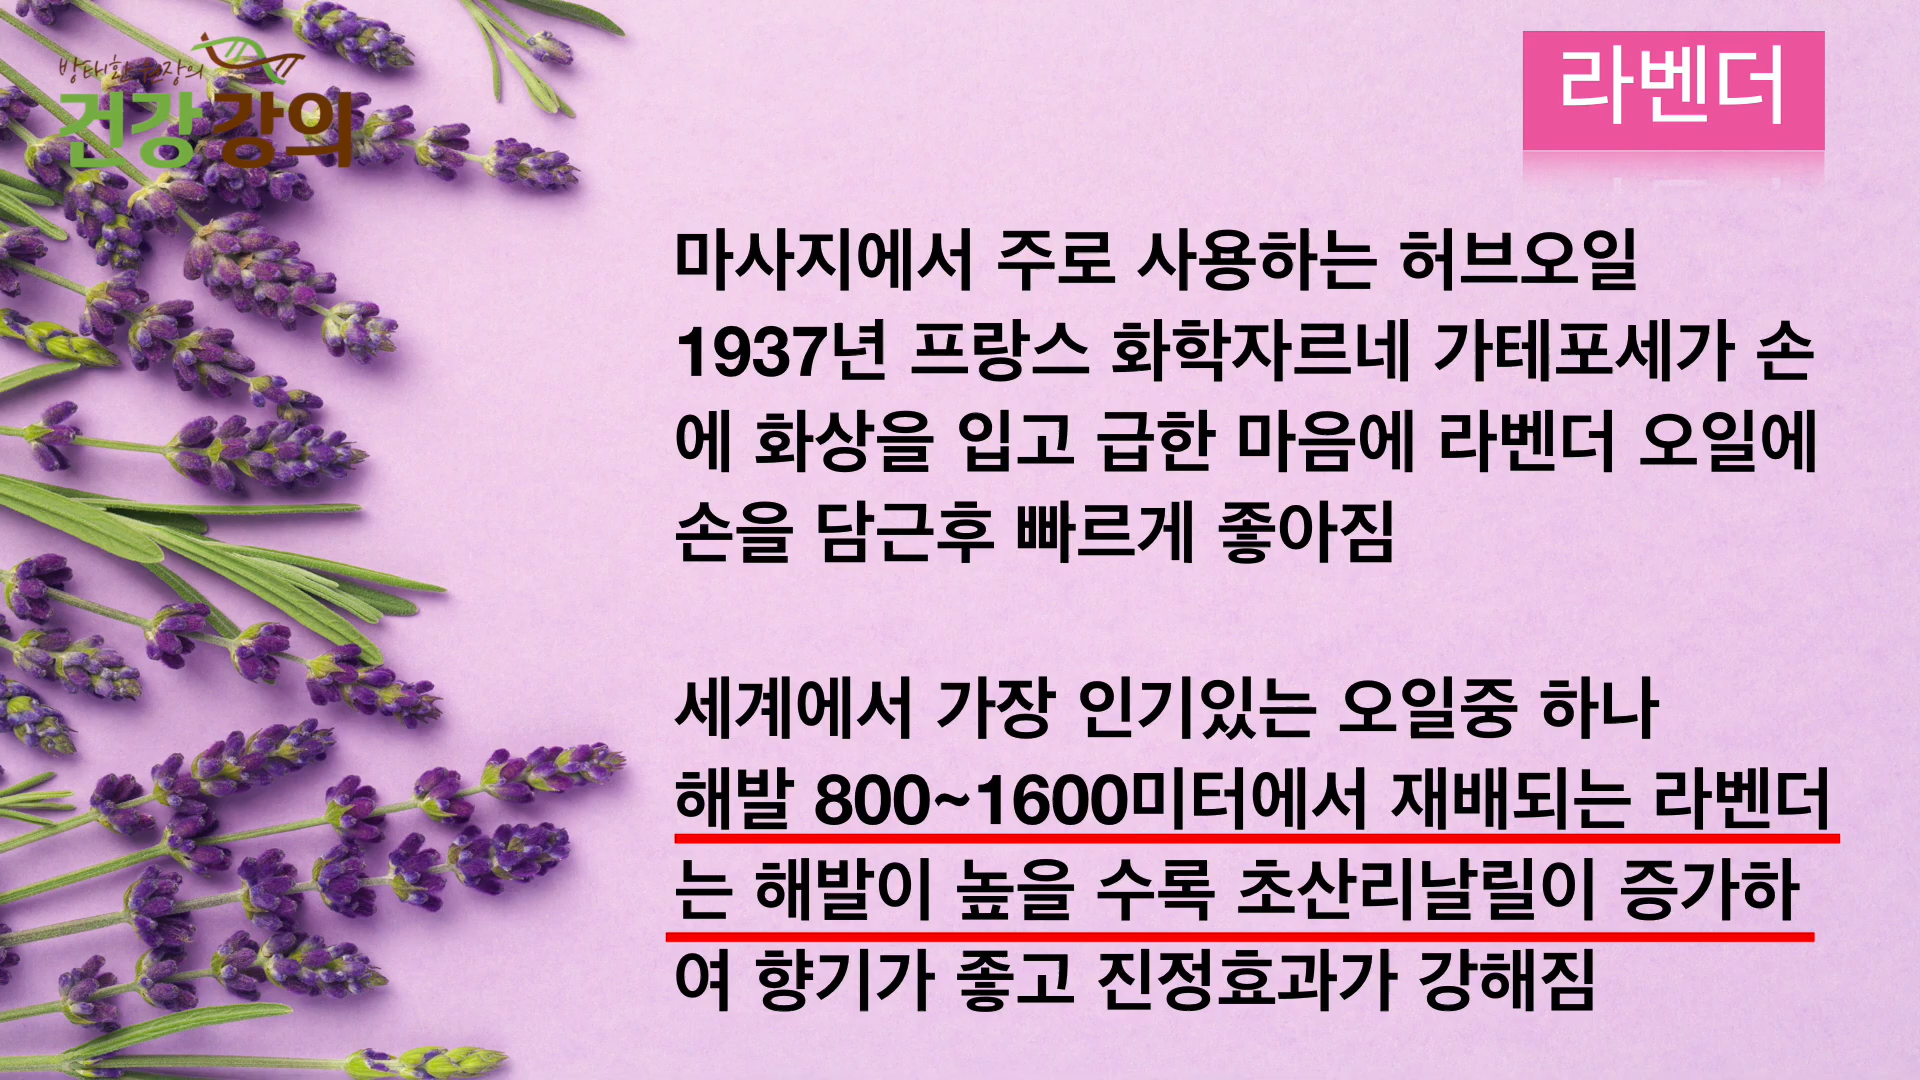 방태환 원장의
건강 강의
라벤더
마사지에서 주로 사용하는 허브오일
1937년 프랑스 화학자르네 가테포세가 손
에 화상을 입고 급한 마음에 라벤더 오일에
손을 담근후 빠르게 좋아짐
세계에서 가장 인기있는 오일중 하나
해발 800~1600미터에서 재배되는 라벤더
는 해발이 높을 수록 초산리날릴이 증가하
여 향기가 좋고 진정효과가 강해짐